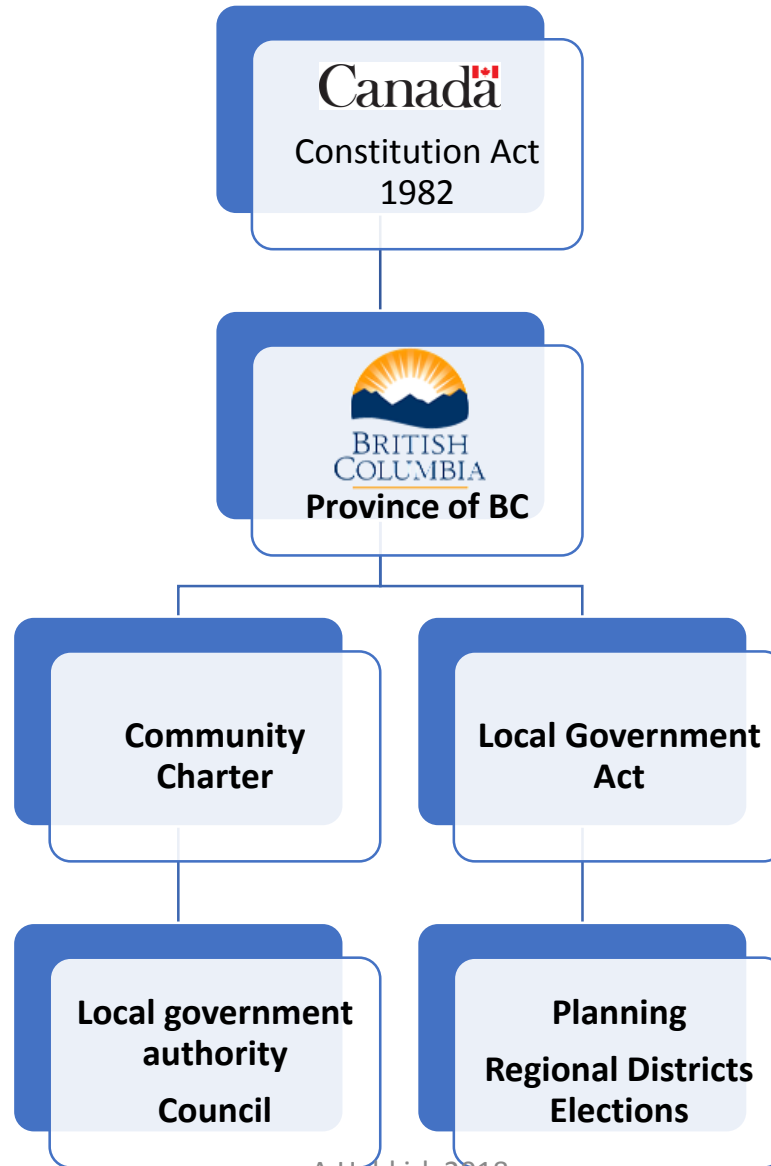 Canada
Constitution Act
1982
BRITISH
COLUMBIA
Province of BC
Community
Charter
Local Government
Act
Local government
authority
Council
Planning
Regional Districts
Elections
2018